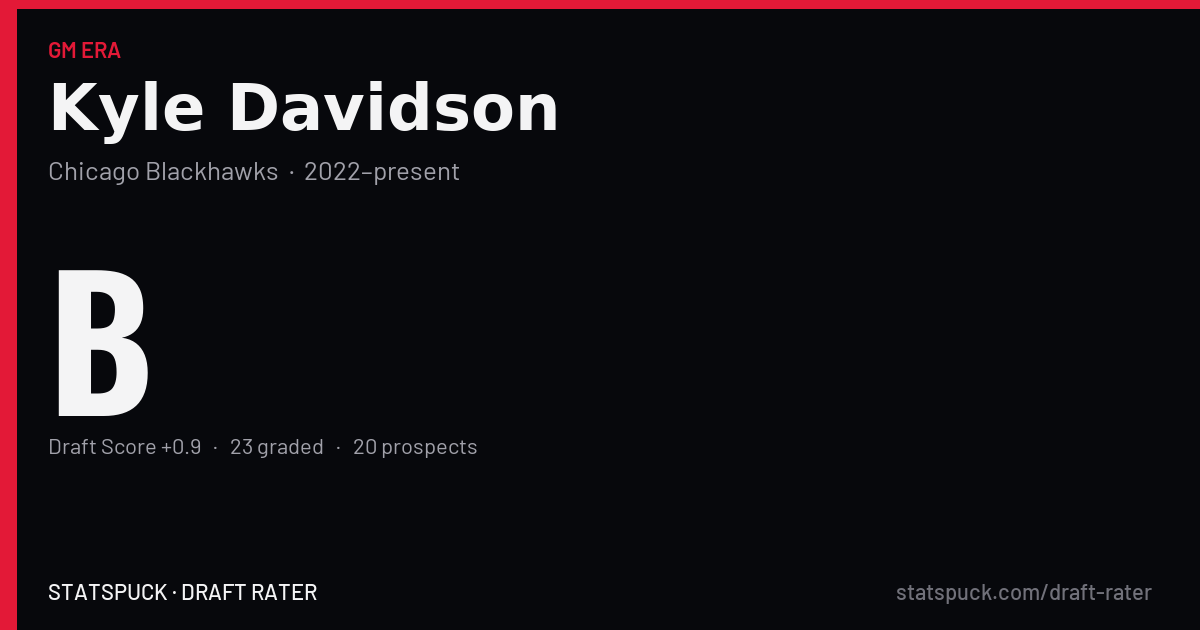 GM ERA
Kyle Davidson
Chicago Blackhawks · 2022–present
B
Draft Score +0.9 · 23 graded · 20 prospects
STATSPUCK · DRAFT RATER
statspuck.com/draft-rater